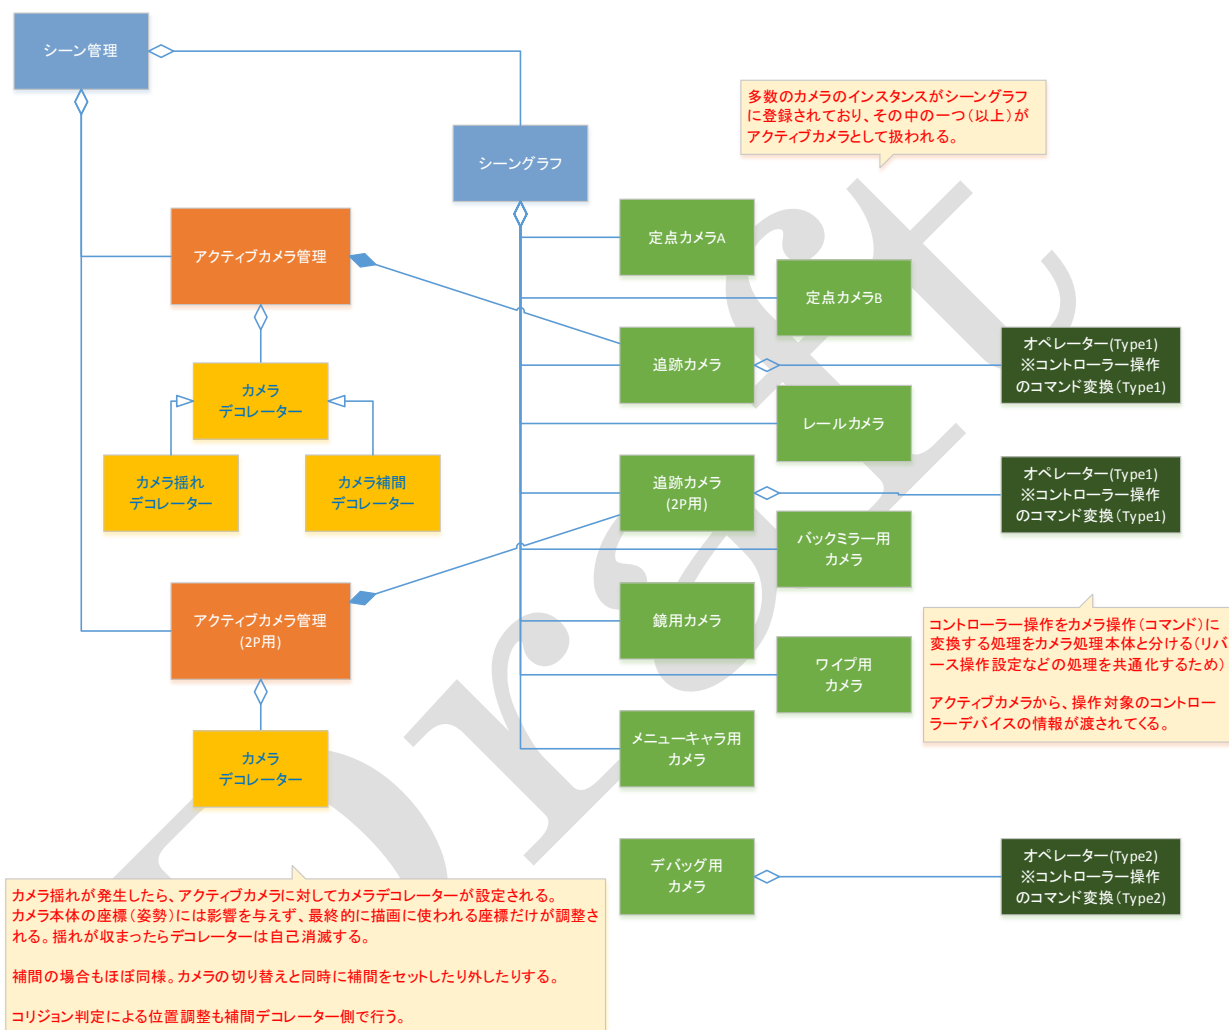 シーン管理
多数のカメラのインスタンスがシーングラフ
に登録されており、その中の一つ（以上）が
アクティブカメラとして扱われる。
シーングラフ
定点カメラA
アクティブカメラ管理
定点カメラB
追跡カメラ
オペレーター(Type1)
※コントローラー操作
のコマンド変換（Type1)
カメラ
デコレーター
レールカメラ
カメラ揺れ
デコレーター
カメラ補間
デコレーター
追跡カメラ
(2P用)
オペレーター(Type1)
※コントローラー操作
のコマンド変換（Type1)
バックミラー用
カメラ
アクティブカメラ管理
(2P用)
鏡用カメラ
コントローラー操作をカメラ操作（コマンド）に
変換する処理をカメラ処理本体と分ける（リバ
ース操作設定などの処理を共通化するため）
アクティブカメラから、操作対象のコントロー
ラーデバイスの情報が渡されてくる。
ワイプ用
カメラ
カメラ
デコレーター
メニューキャラ用
カメラ
デバッグ用
カメラ
オペレーター(Type2)
※コントローラー操作
のコマンド変換（Type2)
カメラ揺れが発生したら、アクティブカメラに対してカメラデコレーターが設定される。
カメラ本体の座標（姿勢）には影響を与えず、最終的に描画に使われる座標だけが調整さ
れる。揺れが収まったらデコレーターは自己消滅する。
補間の場合もほぼ同様。カメラの切り替えと同時に補間をセットしたり外したりする。
コリジョン判定による位置調整も補間デコレーター側で行う。
Draft